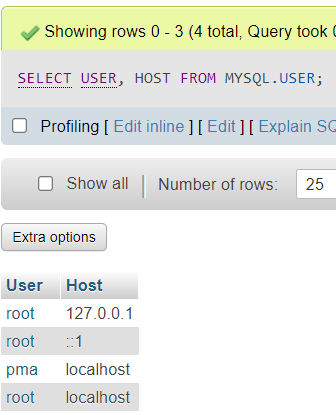 Showing rows 0 - 3 (4 total, Query took
SELECT USER, HOST FROM MYSQL.USER;
Profiling [ Edit inline ] [ Edit ] [ Explain
Show all Number of rows: 25
Extra options
User Host
root 127.0.0.1
root ::1
pma localhost
root localhost